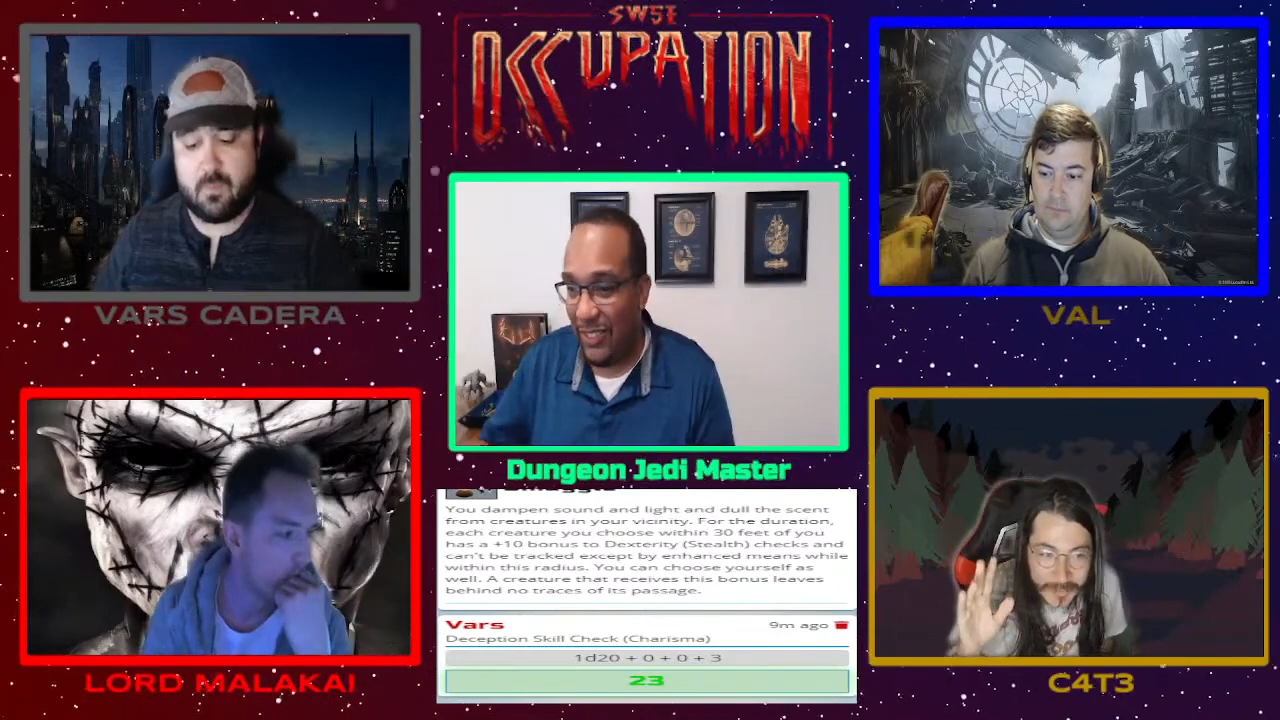 SW5E
OCCUPATION
VARS CADERA
VAL
Dungeon Jedi Master
You dampen sound and light and dull the scent
from creatures in your vicinity. For the duration,
each creature you choose within 30 feet of you
has a +10 bonus to Dexterity (Stealth) checks and
can't be tracked except by enhanced means while
within this radius. You can choose yourself as
well. A creature that receives this bonus leaves
behind no traces of its passage.
Vars
9m ago
Deception Skill Check (Charisma)
1d20 + 0 + 0 + 3
23
LORD MALAKAI
C4T3